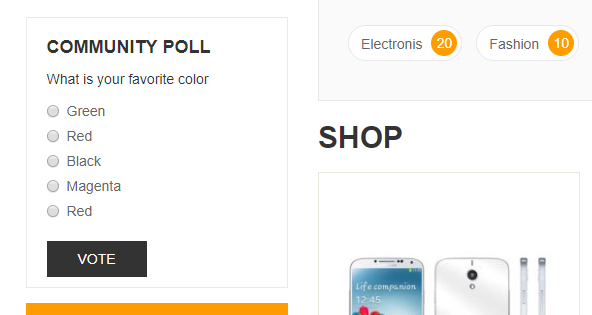 COMMUNITY POLL
What is your favorite color
Green
Red
Black
Magenta
Red
VOTE
Electronis 20
Fashion 10
SHOP
Life companion
12:45